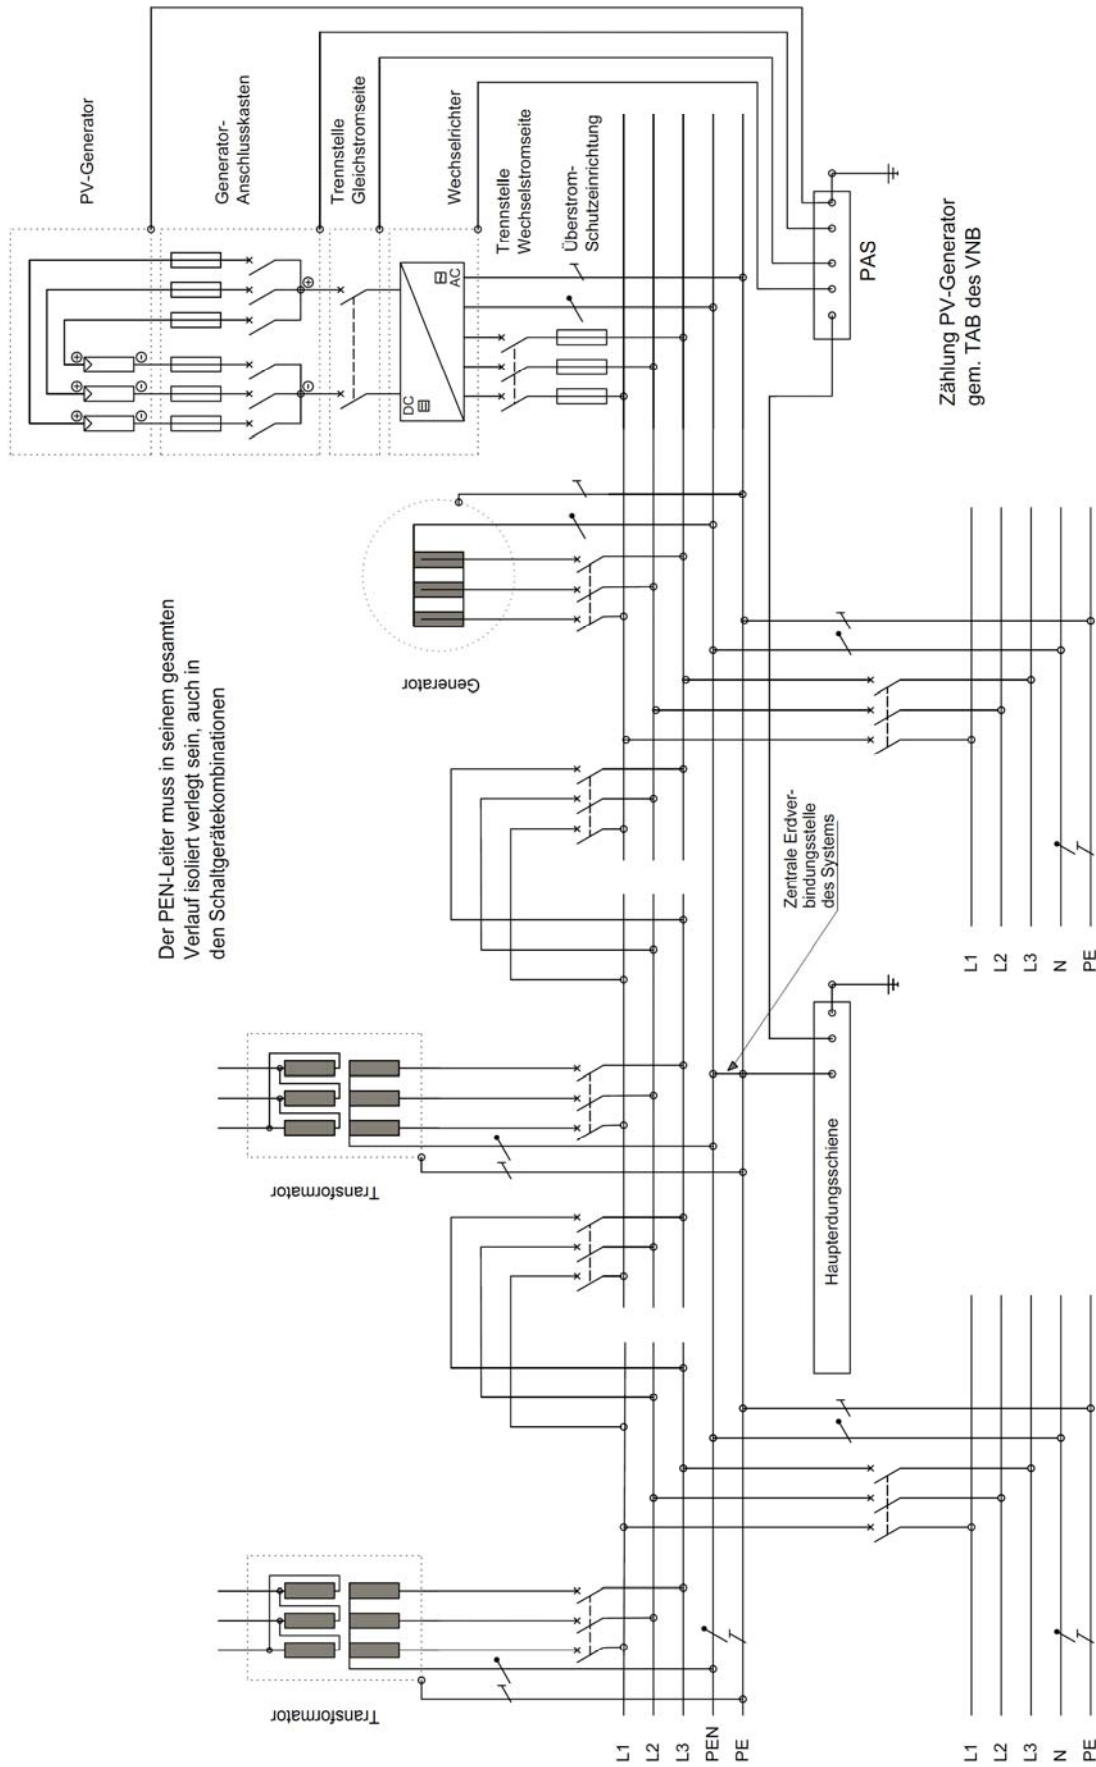 PV-Generator
Generator-
Anschlusskasten
Trennstelle
Gleichstromseite
Wechselrichter
Trennstelle
Wechselstromseite
Überstrom-
Schutzeinrichtung
DC
AC
PAS
Zählung PV-Generator
gem. TAB des VNB
Generator
Der PEN-Leiter muss in seinem gesamten
Verlauf isoliert verlegt sein, auch in
den Schaltgerätekombinationen
Zentrale Erdver-
bindungsstelle
des Systems
L1
L2
L3
N
PE
Transformator
Haupterdungsschiene
Transformator
L1
L2
L3
PEN
PE
L1
L2
L3
N
PE